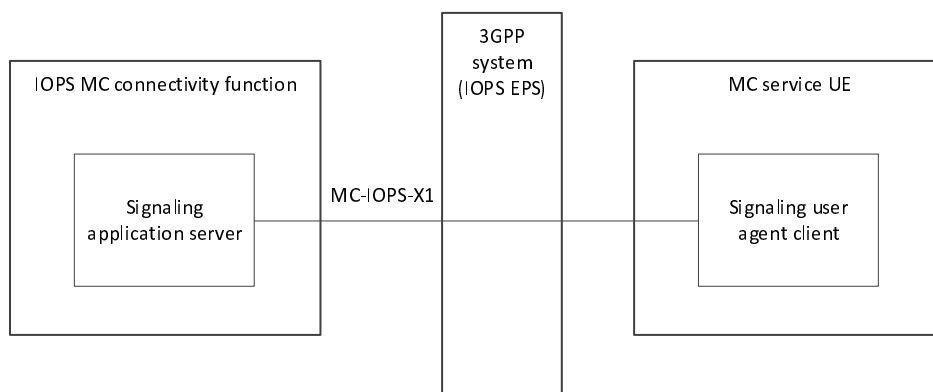 IOPS MC connectivity function
Signaling
application server
MC-IOPS-X1
3GPP
system
(IOPS EPS)
MC service UE
Signaling user
agent client